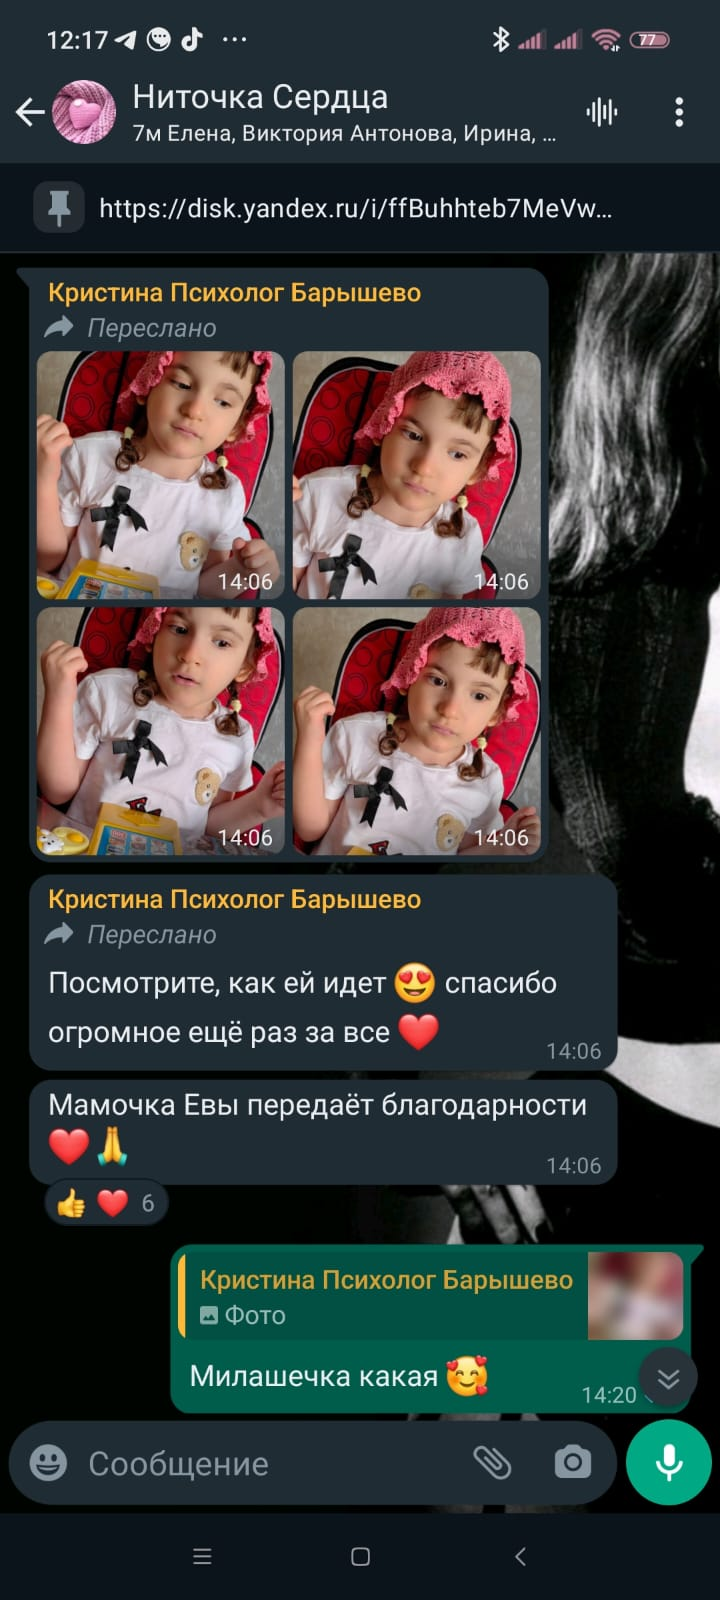 12:17
77
Ниточка Сердца
7м Елена, Виктория Антонова, Ирина, ...
https://disk.yandex.ru/i/ffBuhhteb7MeVw...
Кристина Психолог Барышево
Переслано
14:06
14:06
14:06
14:06
Кристина Психолог Барышево
Переслано
Посмотрите, как ей идет 😍 спасибо
огромное ещё раз за все ❤️
14:06
Мамочка Евы передаёт благодарности
❤️🙏
14:06
👍 ❤️ 6
Кристина Психолог Барышево
Фото
Милашечка какая 🥰
14:20
Сообщение